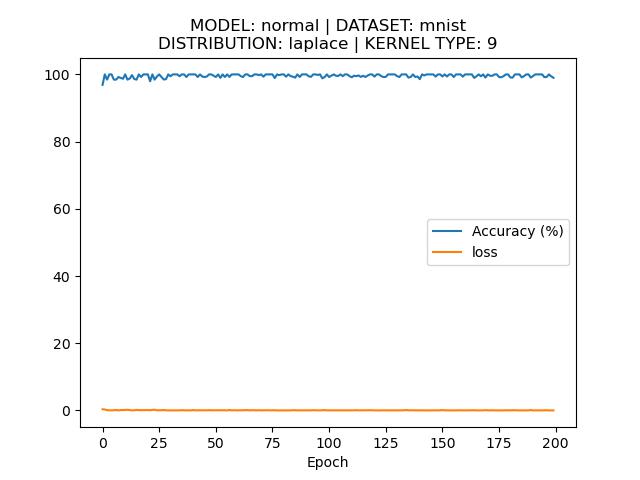 MODEL: normal | DATASET: mnist
DISTRIBUTION: laplace | KERNEL TYPE: 9
100
80
60
40
20
0
Accuracy (%)
loss
0 25 50 75 100 125 150 175 200
Epoch